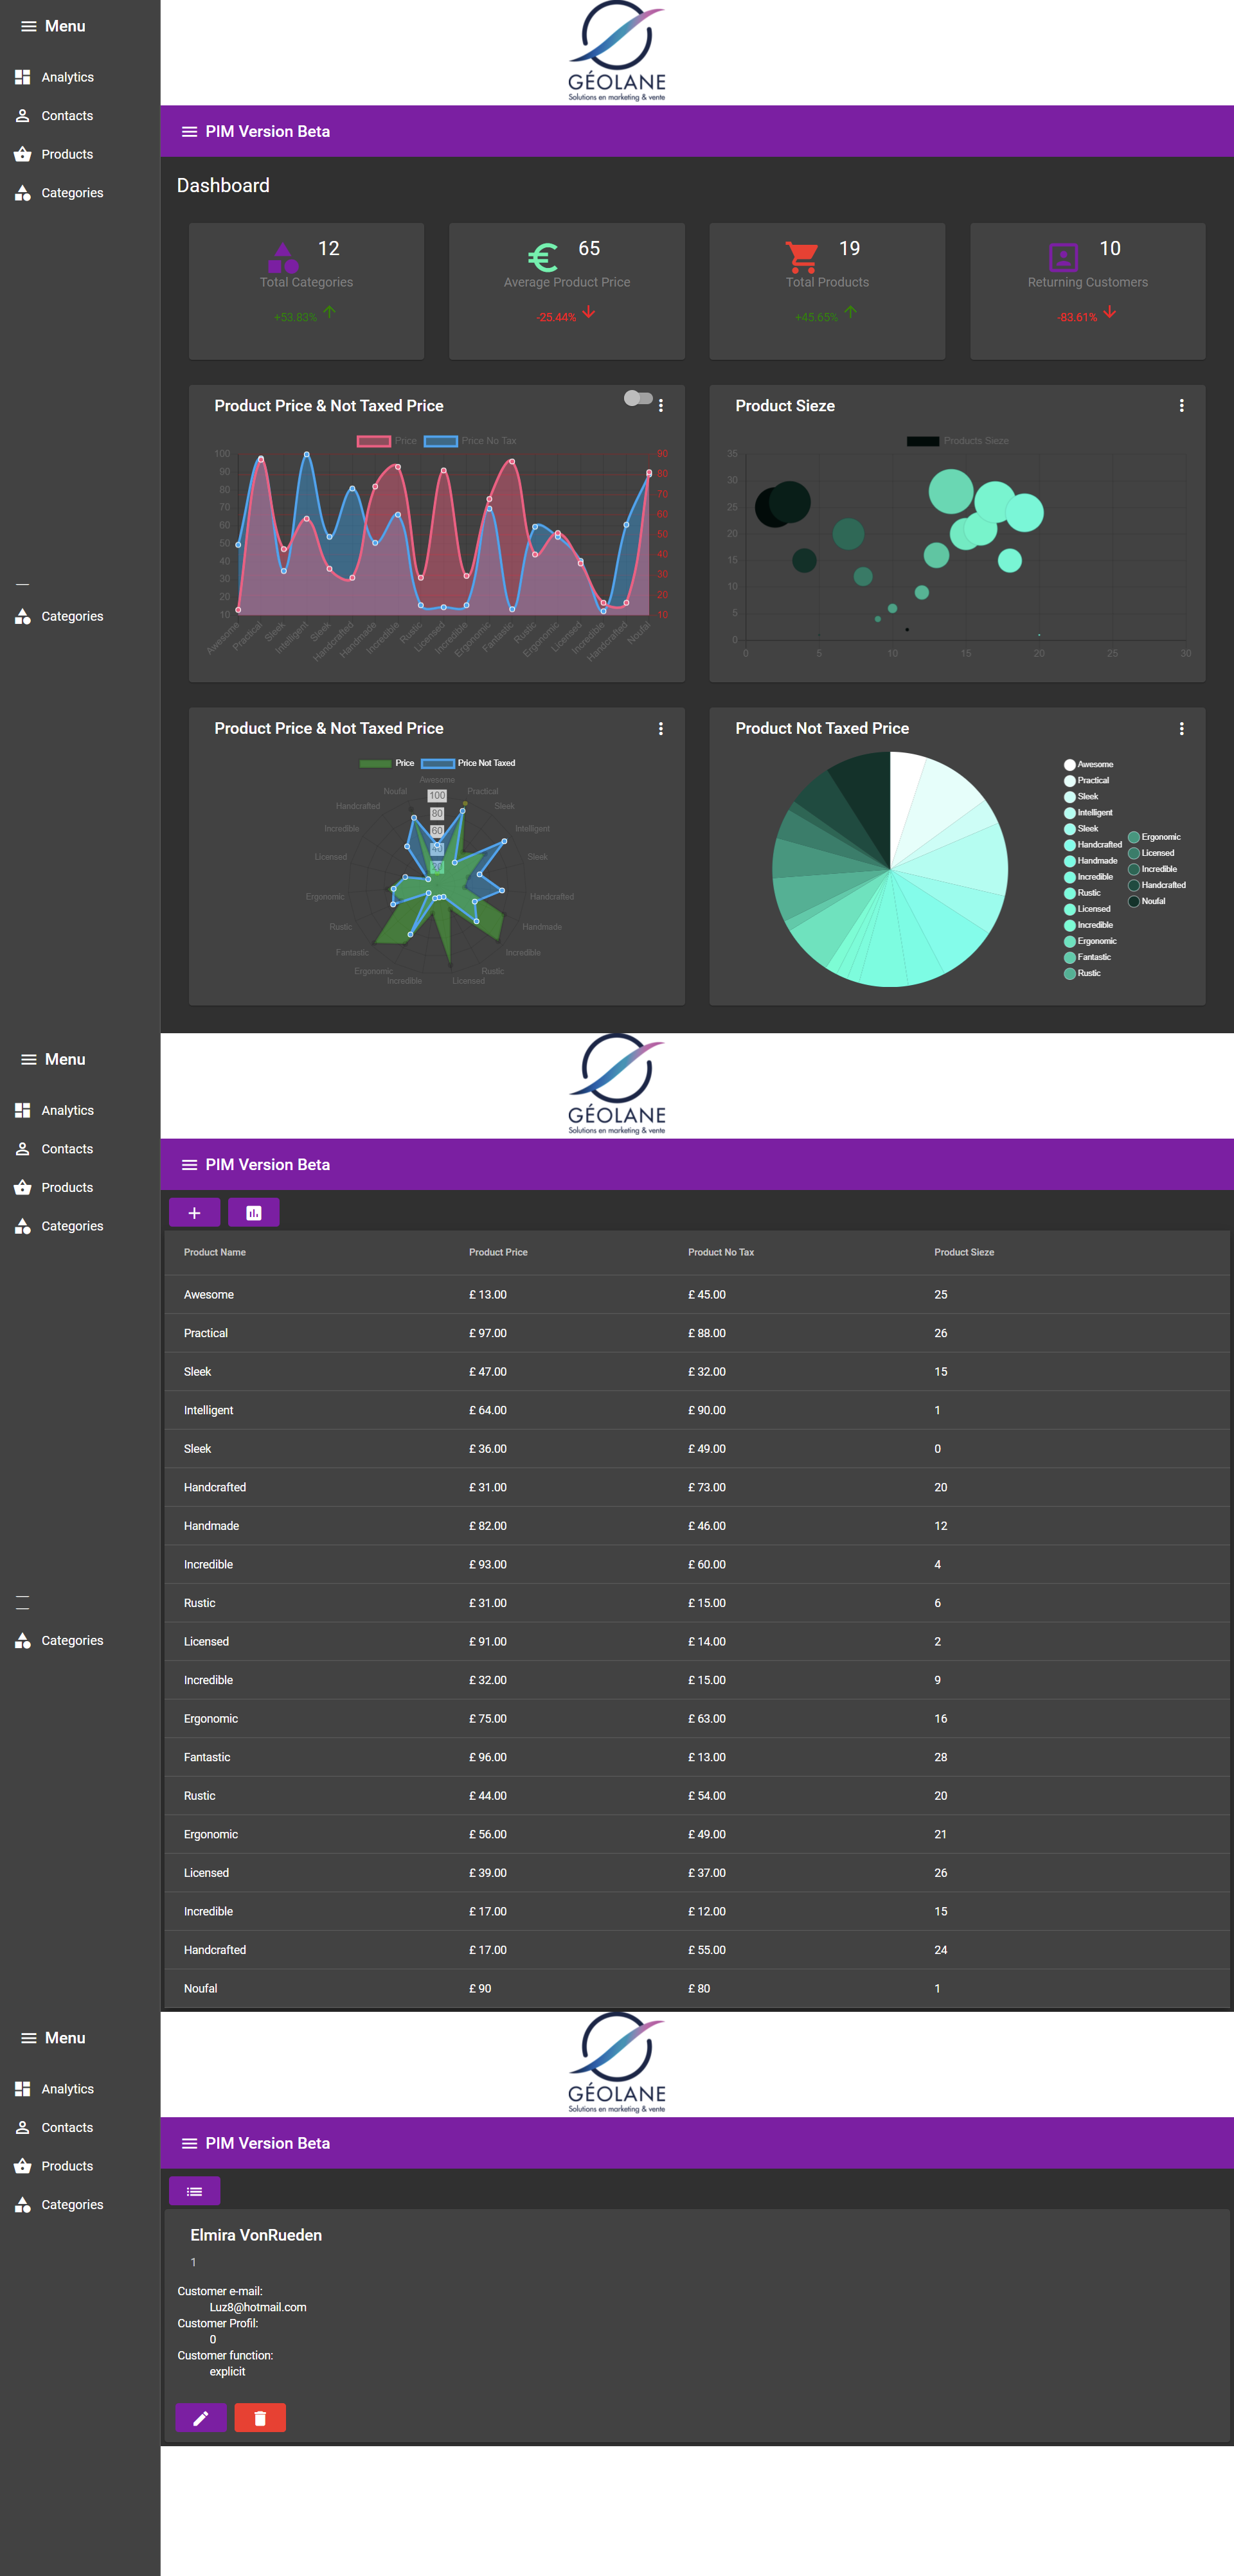 Menu
Analytics
Contacts
Products
Categories
Categories
GÉOLANE
Solutions en marketing & vente
PIM Version Beta
Dashboard
12
Total Categories
+53.83%
65
Average Product Price
-25.44%
19
Total Products
+45.65%
10
Returning Customers
-83.61%
Product Price & Not Taxed Price
Price Price No Tax
100
90
80
70
60
50
40
30
20
10
90
80
70
60
50
40
30
20
10
Awesome
Practical
Sleek
Intelligent
Sleek
Handcrafted
Handmade
Incredible
Rustic
Licensed
Incredible
Ergonomic
Fantastic
Rustic
Ergonomic
Licensed
Incredible
Handcrafted
Noufal
Product Sieze
Products Sieze
35
30
25
20
15
10
5
0
0 5 10 15 20 25 30
Product Price & Not Taxed Price
Price Price Not Taxed
Awesome
Practical
Sleek
Intelligent
Sleek
Handcrafted
Handmade
Incredible
Rustic
Licensed
Incredible
Ergonomic
Fantastic
Rustic
Ergonomic
Licensed
Incredible
Handcrafted
Noufal
100
80
60
40
20
Product Not Taxed Price
Awesome
Practical
Sleek
Intelligent
Sleek
Handcrafted
Handmade
Incredible
Rustic
Licensed
Incredible
Ergonomic
Fantastic
Rustic
Ergonomic
Licensed
Incredible
Handcrafted
Noufal
Menu
Analytics
Contacts
Products
Categories
Categories
GÉOLANE
Solutions en marketing & vente
PIM Version Beta
Product Name Product Price Product No Tax Product Sieze
Awesome £ 13.00 £ 45.00 25
Practical £ 97.00 £ 88.00 26
Sleek £ 47.00 £ 32.00 15
Intelligent £ 64.00 £ 90.00 1
Sleek £ 36.00 £ 49.00 0
Handcrafted £ 31.00 £ 73.00 20
Handmade £ 82.00 £ 46.00 12
Incredible £ 93.00 £ 60.00 4
Rustic £ 31.00 £ 15.00 6
Licensed £ 91.00 £ 14.00 2
Incredible £ 32.00 £ 15.00 9
Ergonomic £ 75.00 £ 63.00 16
Fantastic £ 96.00 £ 13.00 28
Rustic £ 44.00 £ 54.00 20
Ergonomic £ 56.00 £ 49.00 21
Licensed £ 39.00 £ 37.00 26
Incredible £ 17.00 £ 12.00 15
Handcrafted £ 17.00 £ 55.00 24
Noufal £ 90 £ 80 1
Menu
Analytics
Contacts
Products
Categories
GÉOLANE
Solutions en marketing & vente
PIM Version Beta
Elmira VonRueden
1
Customer e-mail:
Luz8@hotmail.com
Customer Profil:
0
Customer function:
explicit